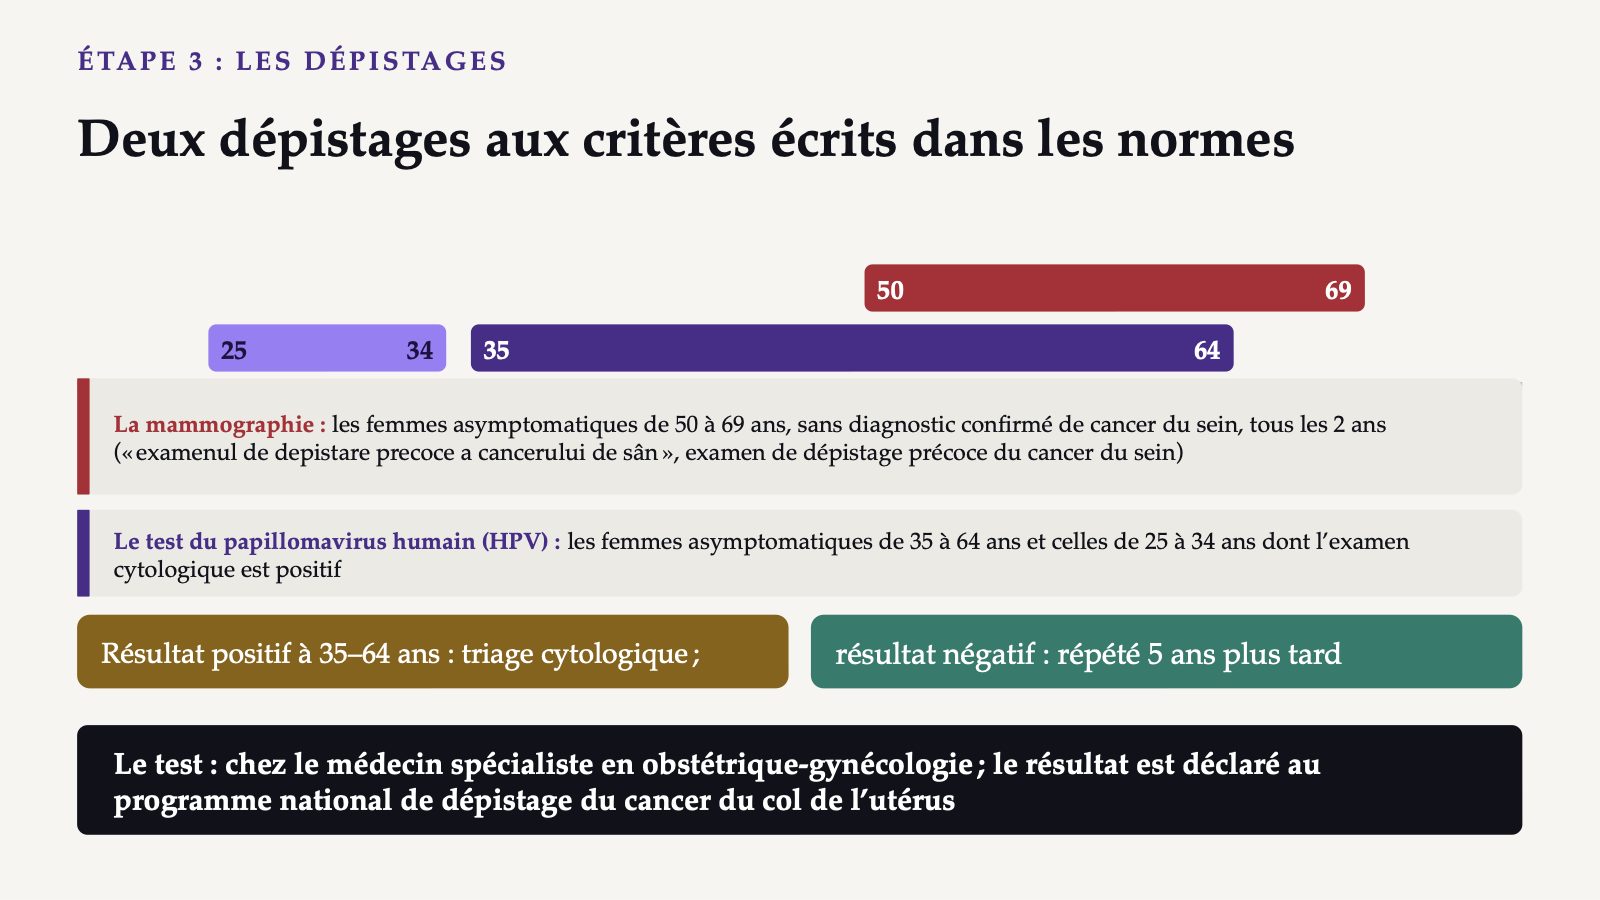 ÉTAPE 3 : LES DÉPISTAGES
Deux dépistages aux critères écrits dans les normes
50 69
25 34 35 64
La mammographie : les femmes asymptomatiques de 50 à 69 ans, sans diagnostic confirmé de cancer du sein, tous les 2 ans
(« examenul de depistare precoce a cancerului de sân », examen de dépistage précoce du cancer du sein)
Le test du papillomavirus humain (HPV) : les femmes asymptomatiques de 35 à 64 ans et celles de 25 à 34 ans dont l’examen
cytologique est positif
Résultat positif à 35–64 ans : triage cytologique ;
résultat négatif : répété 5 ans plus tard
Le test : chez le médecin spécialiste en obstétrique-gynécologie ; le résultat est déclaré au
programme national de dépistage du cancer du col de l’utérus